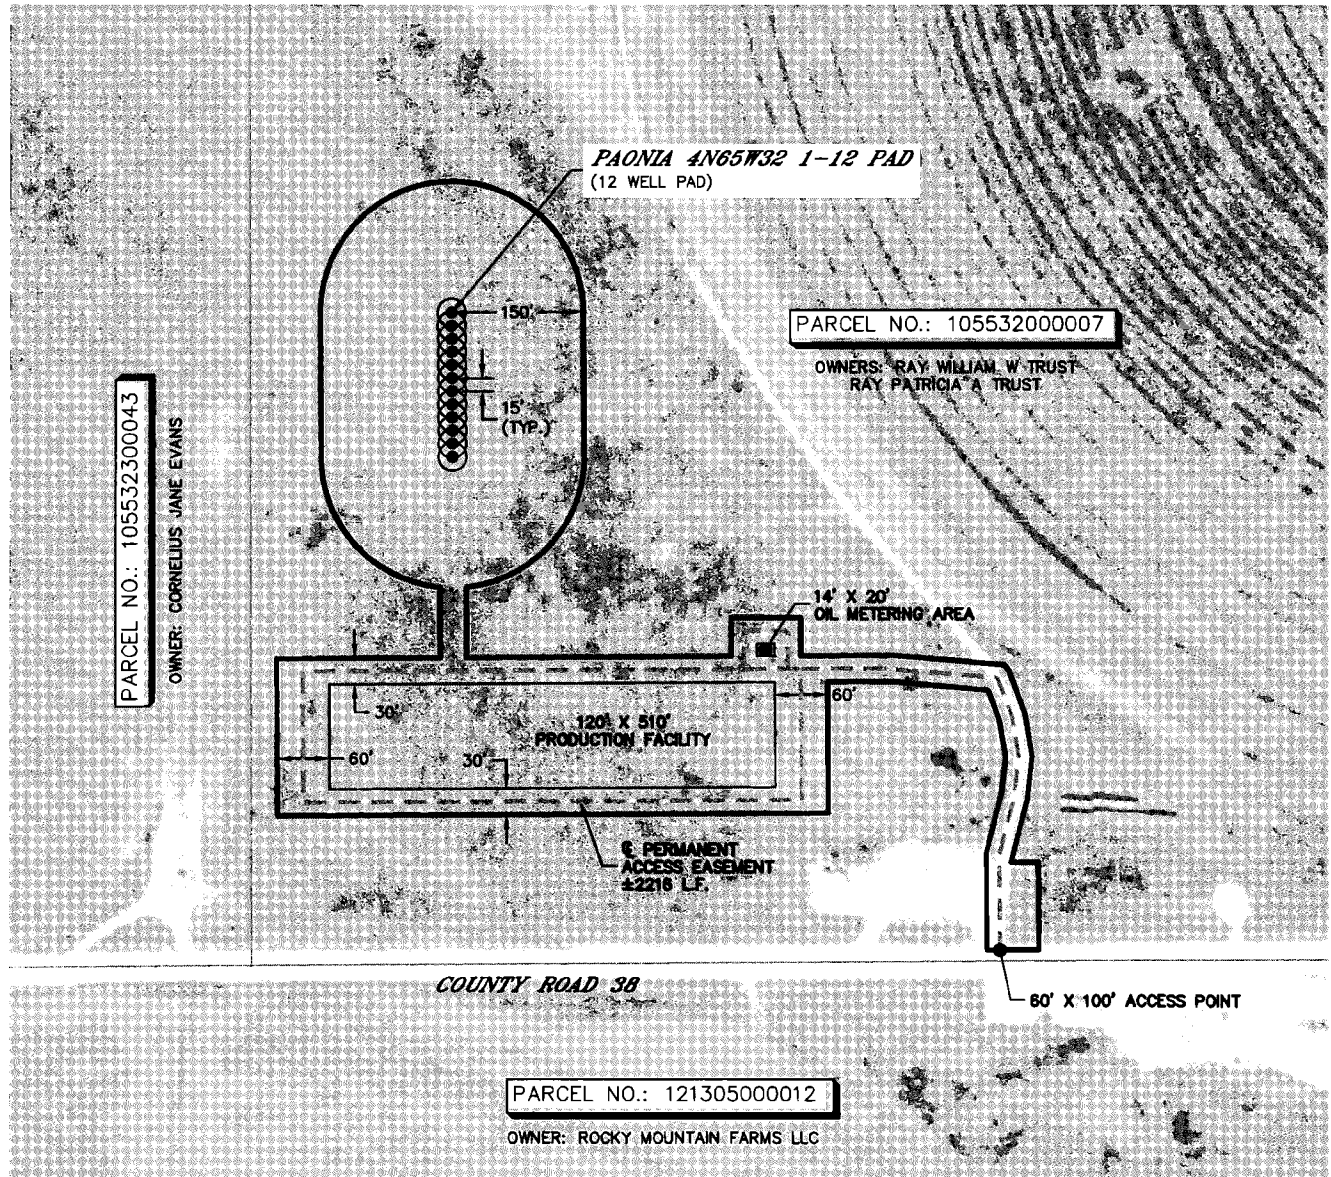 PAONIA 4N65W32 1-12 PAD
(12 WELL PAD)
150'
PARCEL NO.: 105532000007
OWNERS: RAY WILLIAM W TRUST
RAY PATRICIA A TRUST
15'
(TYP.)
PARCEL NO.: 105532300043
OWNER: CORNELIUS JANE EVANS
14' X 20'
OIL METERING AREA
30'
60'
120' X 510'
PRODUCTION FACILITY
60'
30'
℄ PERMANENT
ACCESS EASEMENT
±2216 L.F.
COUNTY ROAD 38
60' X 100' ACCESS POINT
PARCEL NO.: 121305000012
OWNER: ROCKY MOUNTAIN FARMS LLC